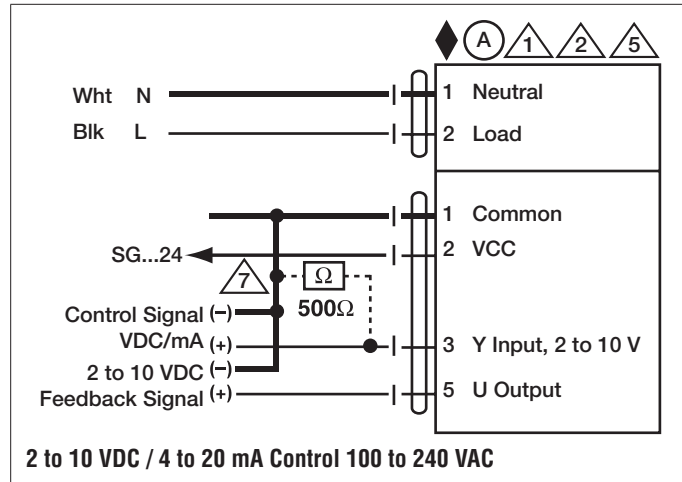 A 1 2 5
Wht N 1 Neutral
Blk L 2 Load
1 Common
SG...24 2 VCC
7 Ω
500Ω
Control Signal (–)
VDC/mA (+) 3 Y Input, 2 to 10 V
2 to 10 VDC (–)
Feedback Signal (+) 5 U Output
2 to 10 VDC / 4 to 20 mA Control 100 to 240 VAC